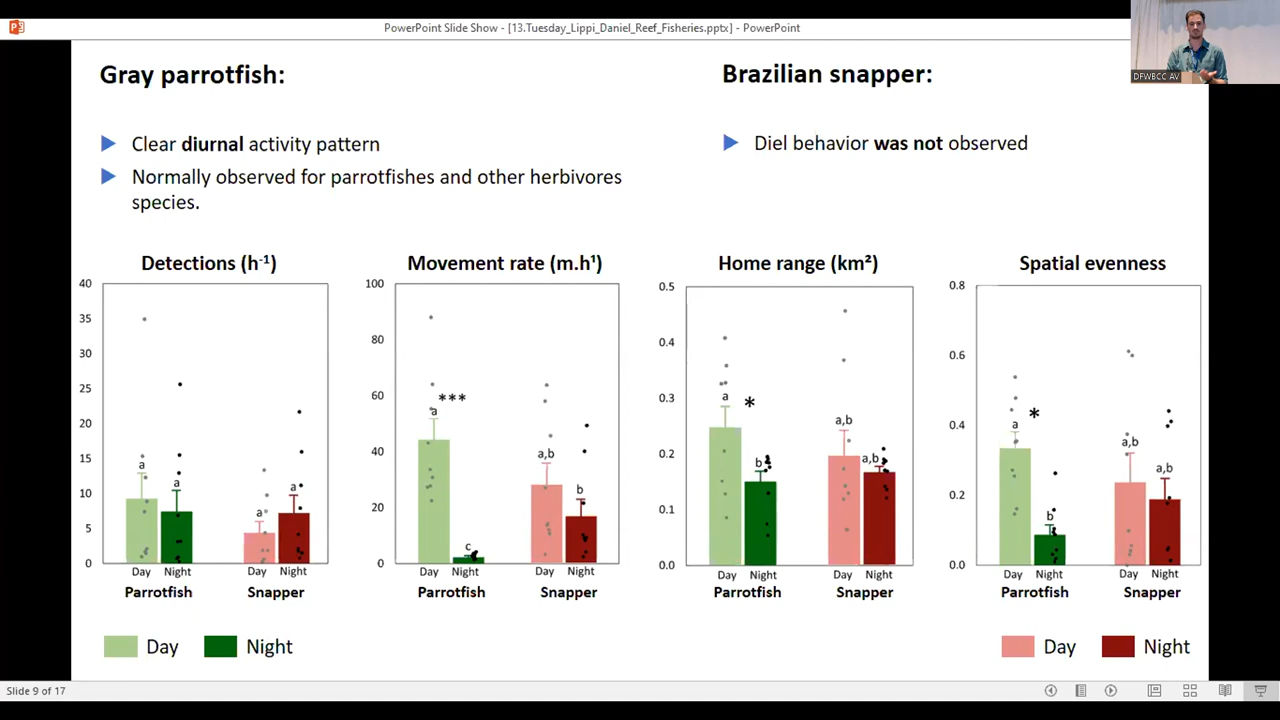 PowerPoint Slide Show - [13.Tuesday_Lippi_Daniel_Reef_Fisheries.pptx] - PowerPoint
DFWBCC AV
Gray parrotfish:
Clear diurnal activity pattern
Normally observed for parrotfishes and other herbivores
species.
Brazilian snapper:
Diel behavior was not observed
Detections (h⁻¹)
40
35
30
25
20
15
10
5
0
a
a
a
a
Day Night Day Night
Parrotfish Snapper
Movement rate (m.h¹)
100
80
60
40
20
0
***
a
c
a,b
b
Day Night Day Night
Parrotfish Snapper
Home range (km²)
0.5
0.4
0.3
0.2
0.1
0.0
*
a
b
a,b
a,b
Day Night Day Night
Parrotfish Snapper
Spatial evenness
0.8
0.6
0.4
0.2
0.0
*
a
b
a,b
a,b
Day Night Day Night
Parrotfish Snapper
Day Night
Day Night
Slide 9 of 17